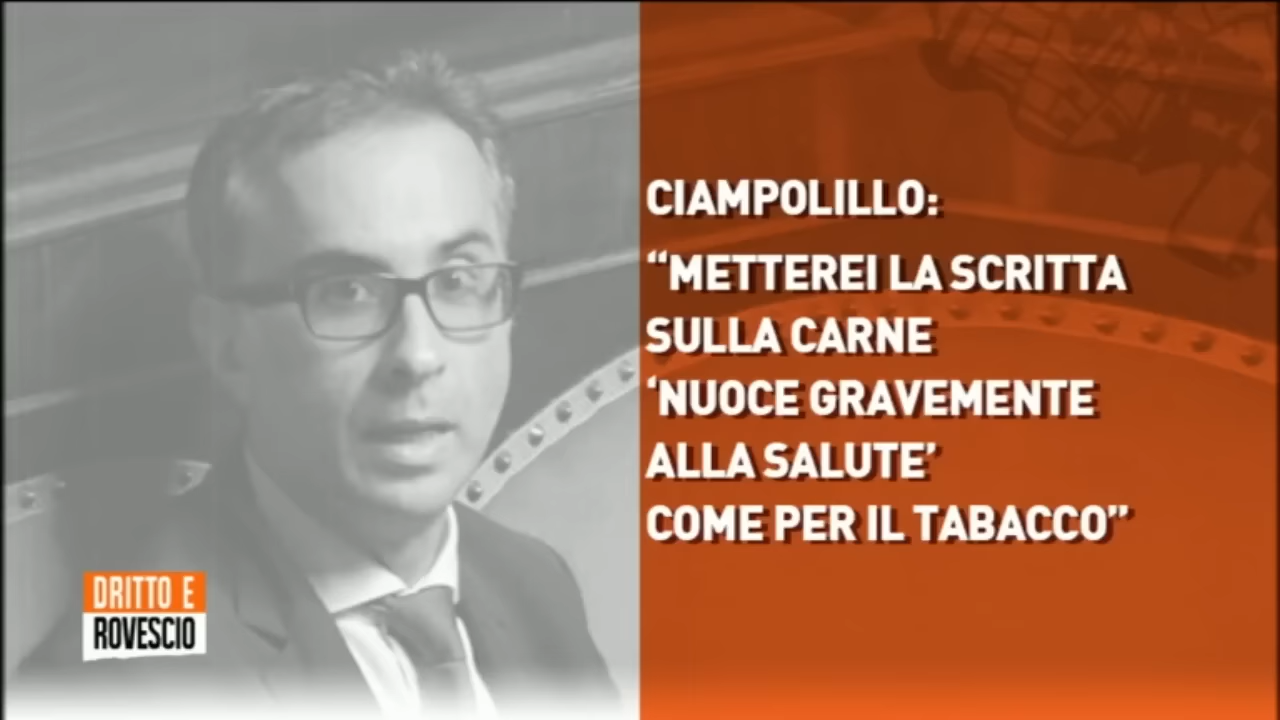 CIAMPOLILLO:
“METTEREI LA SCRITTA
SULLA CARNE
‘NUOCE GRAVEMENTE
ALLA SALUTE’
COME PER IL TABACCO”
DRITTO E
ROVESCIO